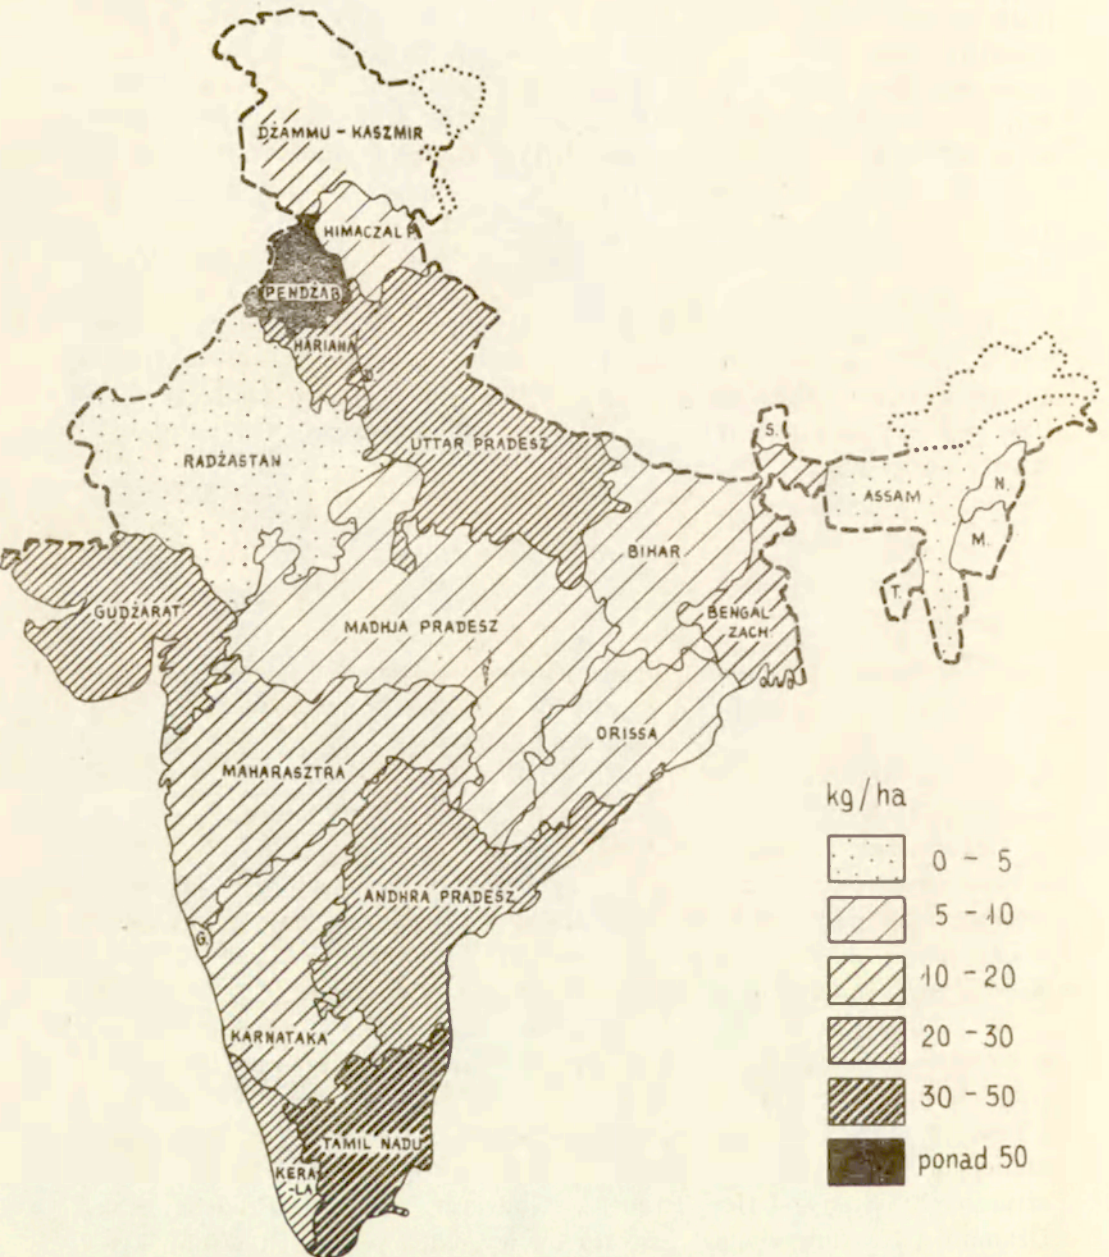 DŻAMMU - KASZMIR
HIMACZAL P.
PENDŻAB
HARIANA
D.
UTTAR PRADESZ
S.
RADŻASTAN
ASSAM
N.
M.
BIHAR
T.
GUDŻARAT
BENGAL
ZACH.
MADHJA PRADESZ
ORISSA
MAHARASZTRA
kg/ha
0 - 5
5 - 10
10 - 20
20 - 30
30 - 50
ponad 50
ANDHRA PRADESZ
G.
KARNATAKA
TAMIL NADU
KERA
-LA